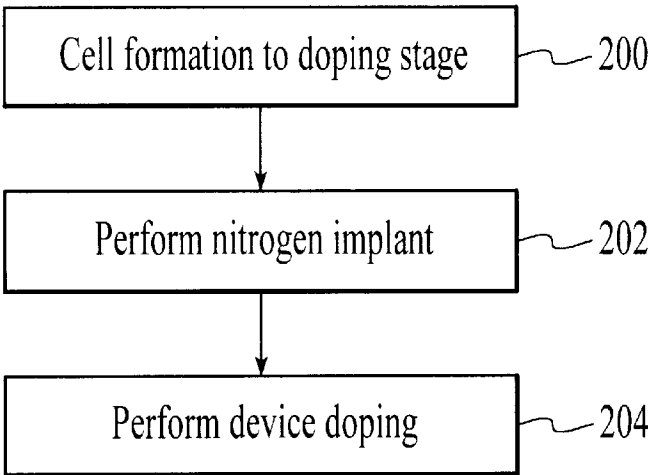 Cell formation to doping stage 200
Perform nitrogen implant 202
Perform device doping 204